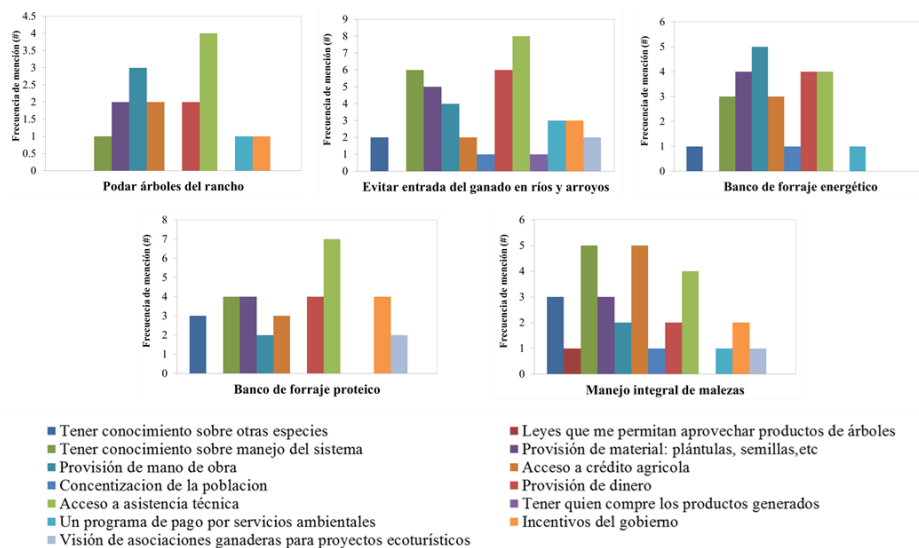 Frecuencia de mención (#)
4.5
4
3.5
3
2.5
2
1.5
1
0.5
0
Podar árboles del rancho
Frecuencia de mención (#)
9
8
7
6
5
4
3
2
1
0
Evitar entrada del ganado en ríos y arroyos
Frecuencia de mención (#)
6
5
4
3
2
1
0
Banco de forraje energético
Frecuencia de mención (#)
8
7
6
5
4
3
2
1
0
Banco de forraje proteico
Frecuencia de mención (#)
6
5
4
3
2
1
0
Manejo integral de malezas
Tener conocimiento sobre otras especies
Leyes que me permitan aprovechar productos de árboles
Tener conocimiento sobre manejo del sistema
Provisión de material: plántulas, semillas,etc
Provisión de mano de obra
Acceso a crédito agricola
Concentización de la poblacion
Provisión de dinero
Acceso a asistencia técnica
Tener quien compre los productos generados
Un programa de pago por servicios ambientales
Incentivos del gobierno
Visión de asociaciones ganaderas para proyectos ecoturísticos